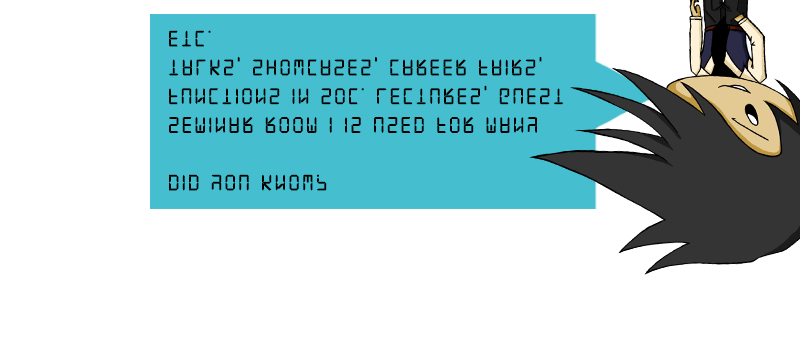 DID YOU KNOW?
SEMINAR ROOM 1 IS USED FOR MANY
FUNCTIONS IN SOC. LECTURES, GUEST
TALKS, SHOWCASES, CAREER FAIRS,
ETC.